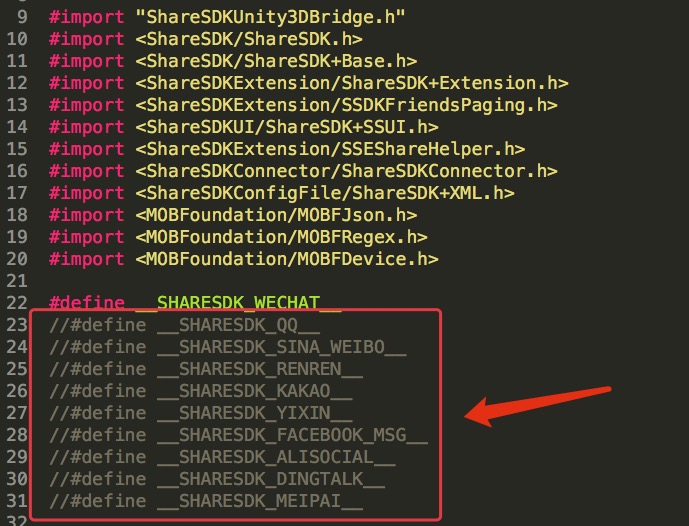 9 #import "ShareSDKUnity3DBridge.h"
10 #import <ShareSDK/ShareSDK.h>
11 #import <ShareSDK/ShareSDK+Base.h>
12 #import <ShareSDKExtension/ShareSDK+Extension.h>
13 #import <ShareSDKExtension/SSDKFriendsPaging.h>
14 #import <ShareSDKUI/ShareSDK+SSUI.h>
15 #import <ShareSDKExtension/SSEShareHelper.h>
16 #import <ShareSDKConnector/ShareSDKConnector.h>
17 #import <ShareSDKConfigFile/ShareSDK+XML.h>
18 #import <MOBFoundation/MOBFJson.h>
19 #import <MOBFoundation/MOBFRegex.h>
20 #import <MOBFoundation/MOBFDevice.h>
21
22 #define __SHARESDK_WECHAT__
23 //#define __SHARESDK_QQ__
24 //#define __SHARESDK_SINA_WEIBO__
25 //#define __SHARESDK_RENREN__
26 //#define __SHARESDK_KAKAO__
27 //#define __SHARESDK_YIXIN__
28 //#define __SHARESDK_FACEBOOK_MSG__
29 //#define __SHARESDK_ALISOCIAL__
30 //#define __SHARESDK_DINGTALK__
31 //#define __SHARESDK_MEIPAI__
32